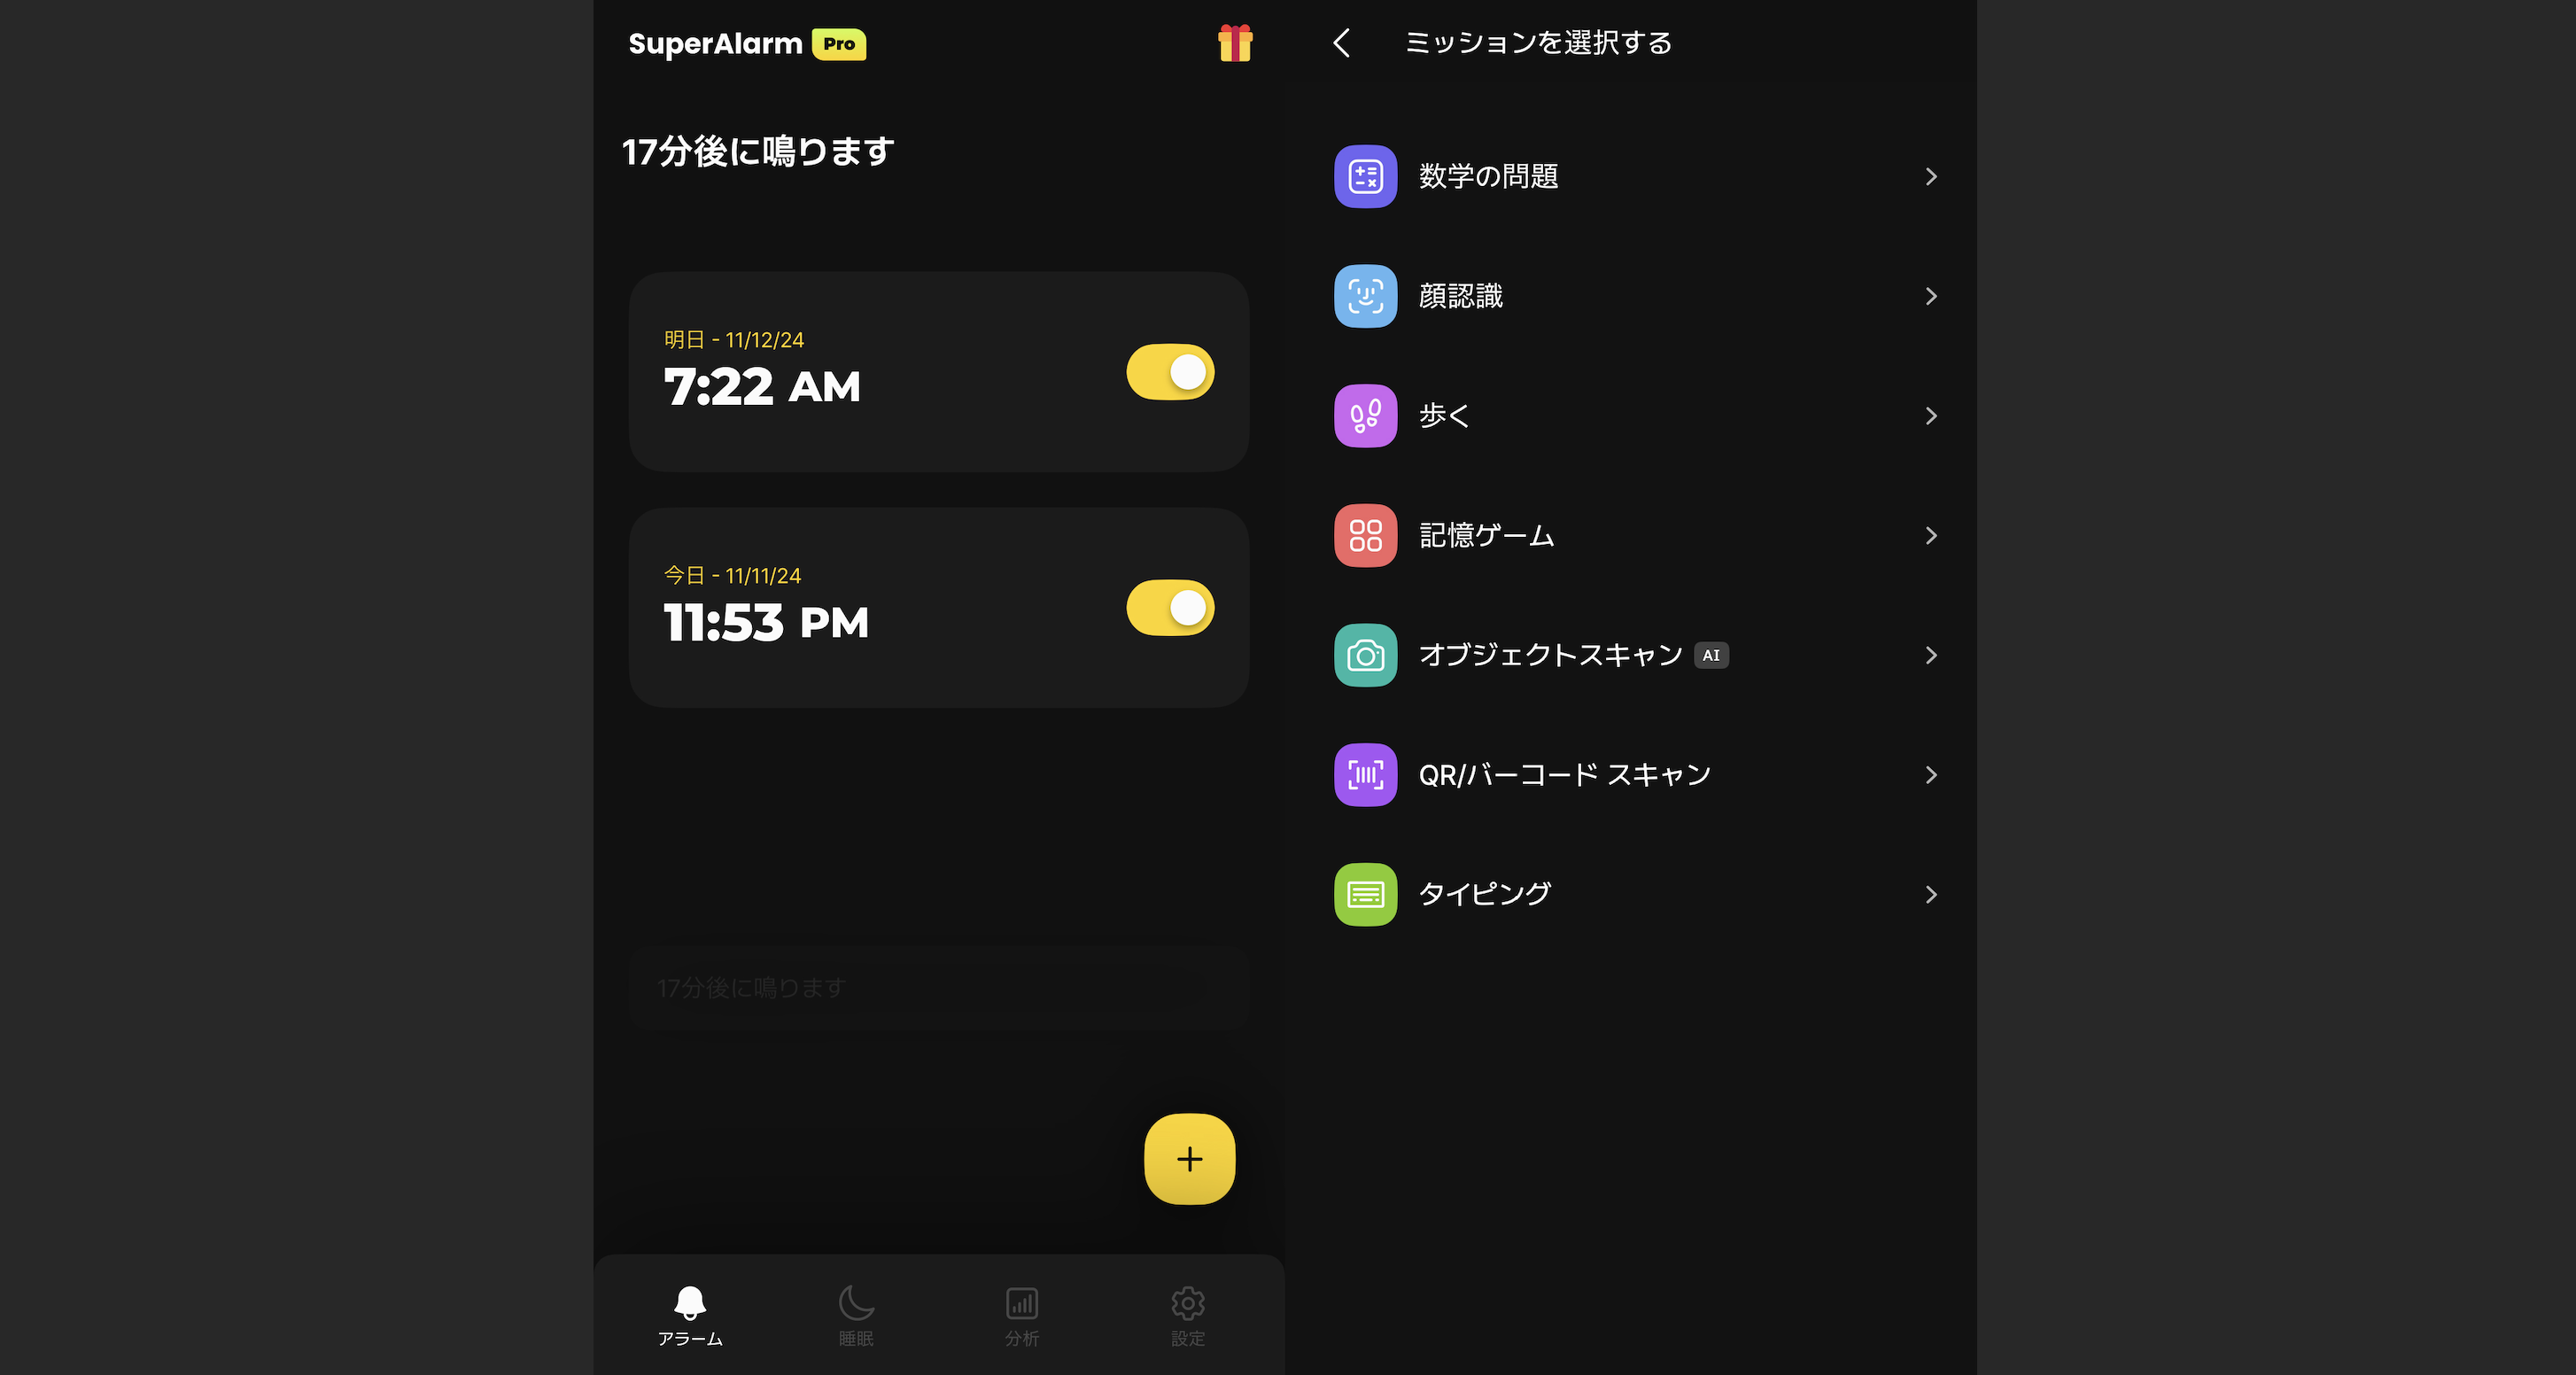 SuperAlarm Pro
17分後に鳴ります
明日 - 11/12/24
7:22 AM
今日 - 11/11/24
11:53 PM
17分後に鳴ります
アラーム
睡眠
分析
設定
ミッションを選択する
数学の問題
顔認識
歩く
記憶ゲーム
オブジェクトスキャン AI
QR/バーコード スキャン
タイピング